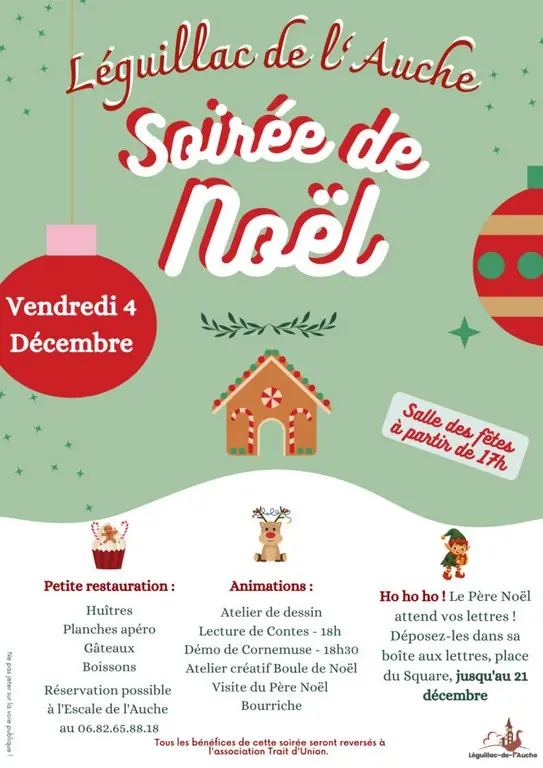 Léguillac de l'Auche
Soirée de
Noël
Vendredi 4
Décembre
Salle des fêtes
à partir de 17h
Petite restauration :
Huîtres
Planches apéro
Gâteaux
Boissons
Réservation possible
à l'Escale de l'Auche
au 06.82.65.88.18
Animations :
Atelier de dessin
Lecture de Contes - 18h
Démo de Cornemuse - 18h30
Atelier créatif Boule de Noël
Visite du Père Noël
Bourriche
Ho ho ho ! Le Père Noël
attend vos lettres !
Déposez-les dans sa
boîte aux lettres, place
du Square, jusqu'au 21
décembre
Tous les bénéfices de cette soirée seront reversés à
l'association Trait d'Union.
Ne pas jeter sur la voie publique !
Léguillac-de-l'Auche